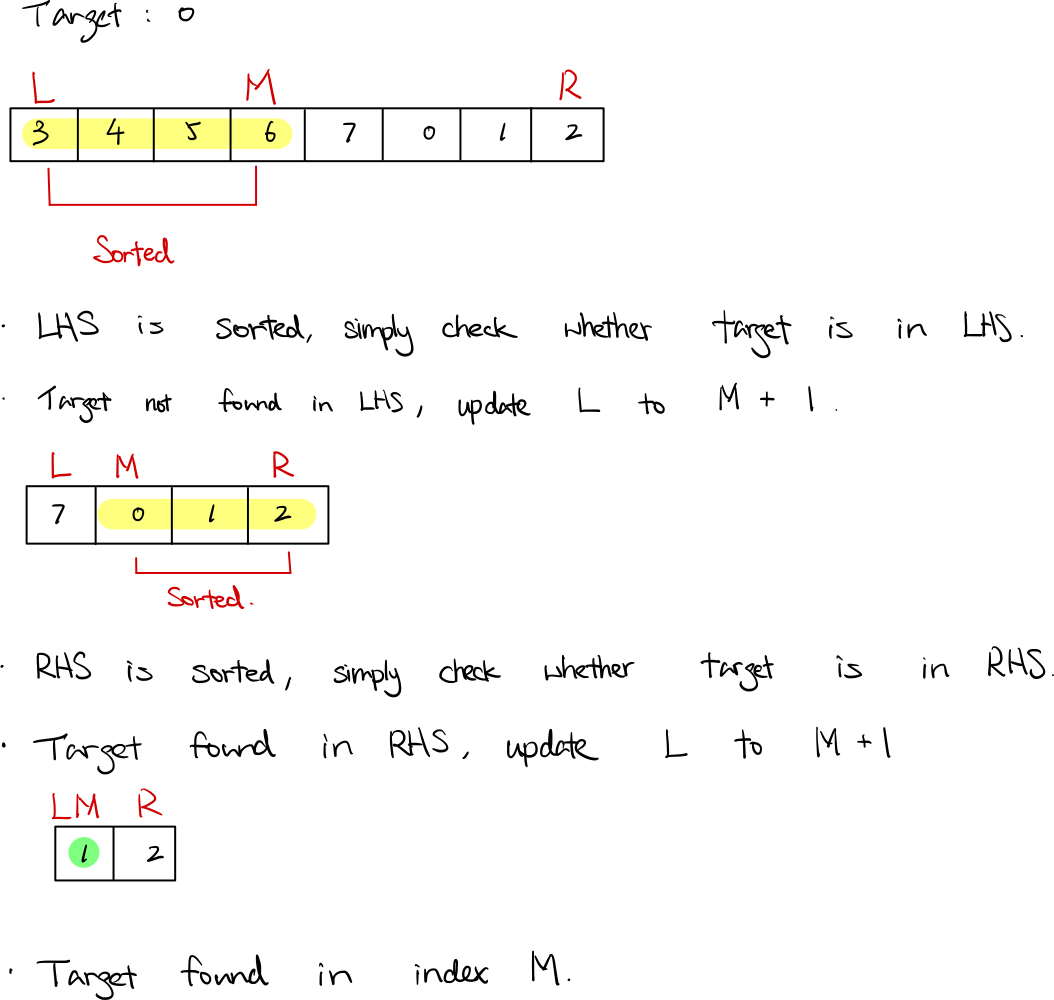 Target : 0
L M R
3 4 5 6 7 0 1 2
Sorted
· LHS is sorted, simply check whether target is in LHS.
· Target not found in LHS, update L to M + 1.
L M R
7 0 1 2
Sorted.
· RHS is sorted, simply check whether target is in RHS.
· Target found in RHS, update L to M + 1
LM R
1 2
· Target found in index M.